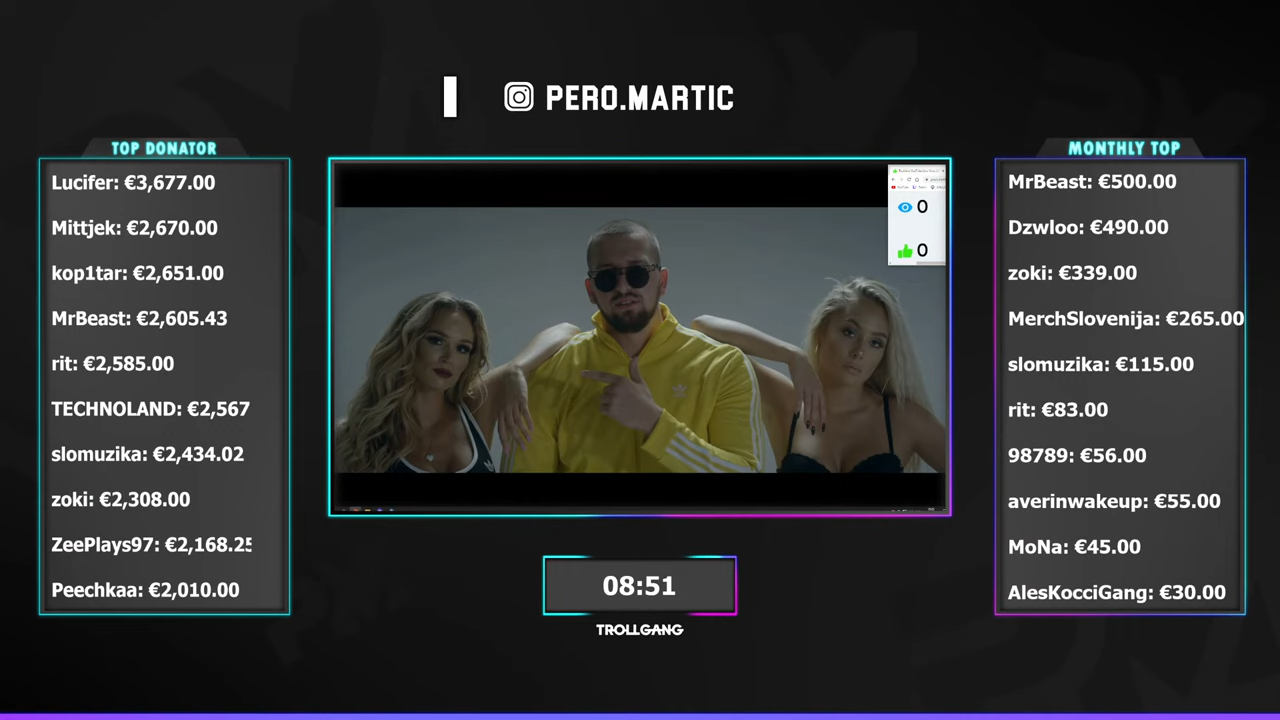 PERO.MARTIC
TOP DONATOR
Lucifer: €3,677.00
Mittjek: €2,670.00
kop1tar: €2,651.00
MrBeast: €2,605.43
rit: €2,585.00
TECHNOLAND: €2,567
slomuzika: €2,434.02
zoki: €2,308.00
ZeePlays97: €2,168.25
Peechkaa: €2,010.00
0
0
08:51
TROLLGANG
MONTHLY TOP
MrBeast: €500.00
Dzwloo: €490.00
zoki: €339.00
MerchSlovenija: €265.00
slomuzika: €115.00
rit: €83.00
98789: €56.00
averinwakeup: €55.00
MoNa: €45.00
AlesKocciGang: €30.00